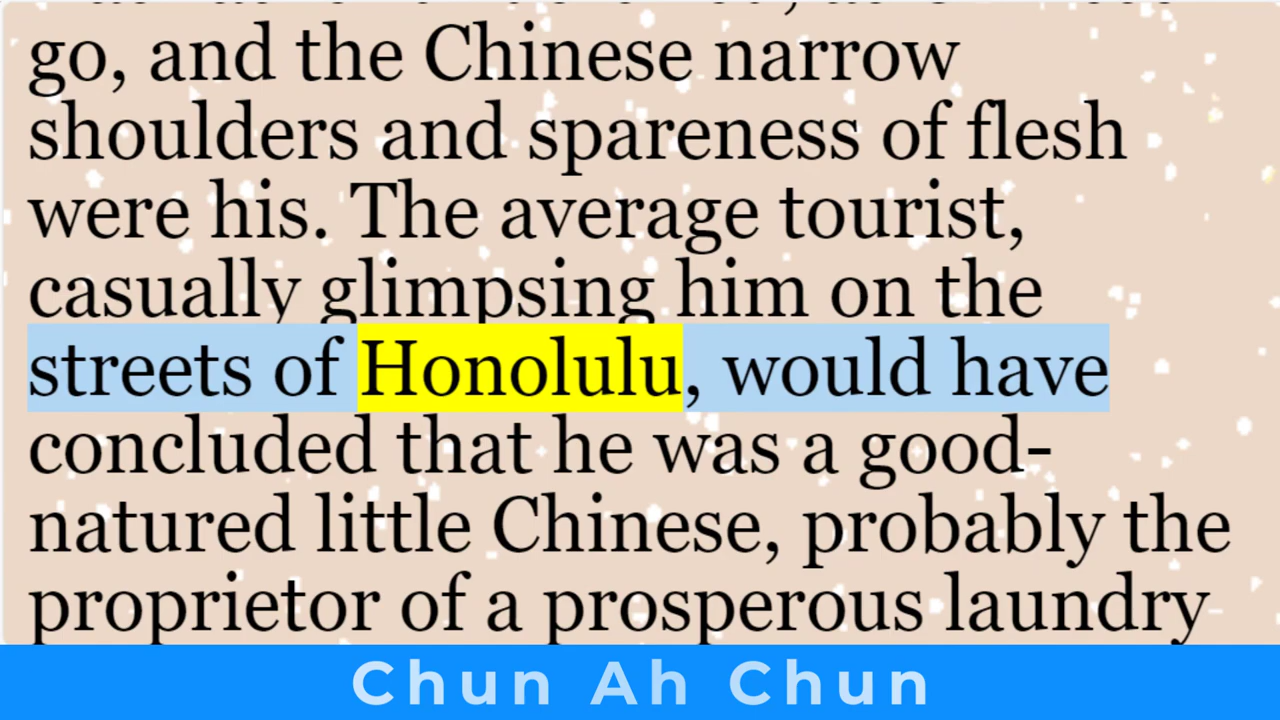 go, and the Chinese narrow
shoulders and spareness of flesh
were his. The average tourist,
casually glimpsing him on the
streets of Honolulu, would have
concluded that he was a good-
natured little Chinese, probably the
proprietor of a prosperous laundry
Chun Ah Chun